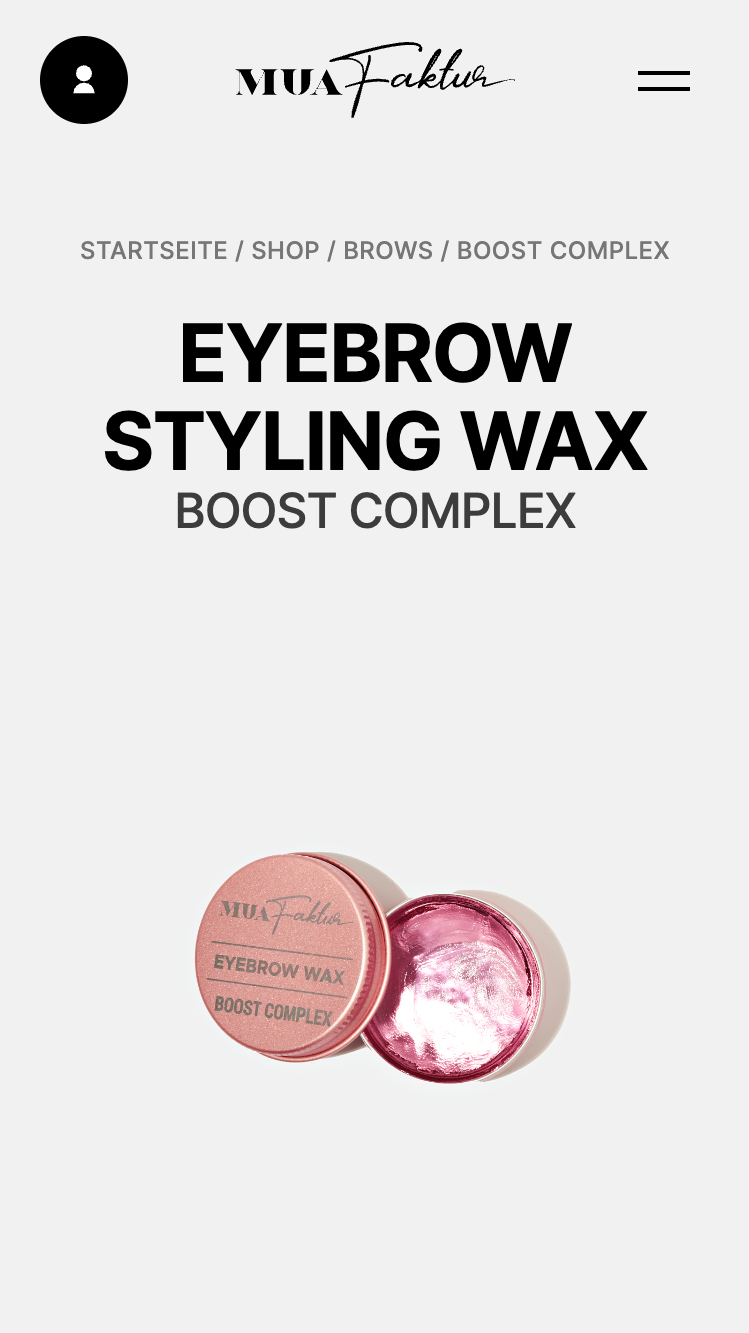 MUA Faktur
STARTSEITE / SHOP / BROWS / BOOST COMPLEX
EYEBROW
STYLING WAX
BOOST COMPLEX
MUA Faktur
EYEBROW WAX
BOOST COMPLEX